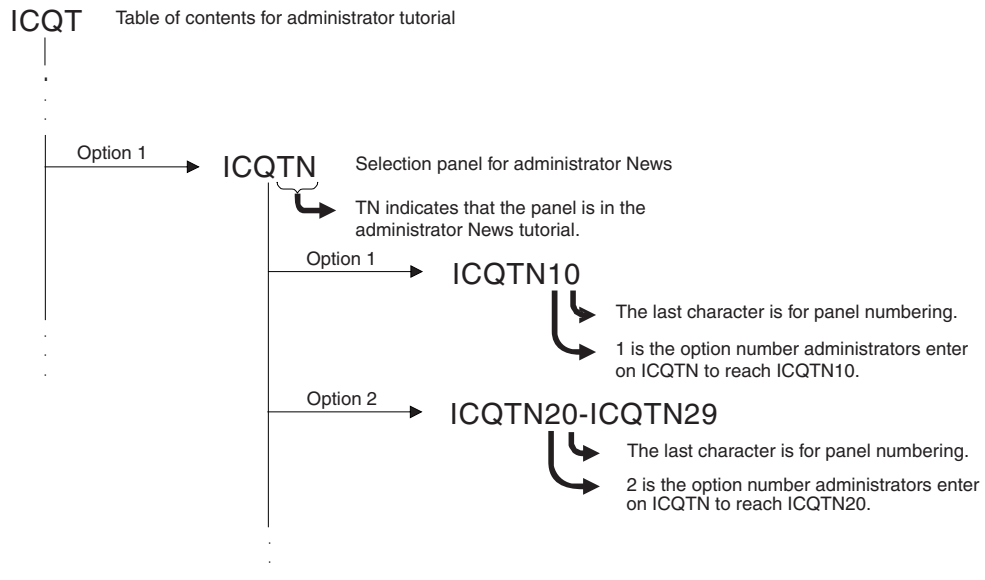 ICQT Table of contents for administrator tutorial
Option 1
ICQTN Selection panel for administrator News
TN indicates that the panel is in the
administrator News tutorial.
Option 1
ICQTN10
The last character is for panel numbering.
1 is the option number administrators enter
on ICQTN to reach ICQTN10.
Option 2
ICQTN20-ICQTN29
The last character is for panel numbering.
2 is the option number administrators enter
on ICQTN to reach ICQTN20.